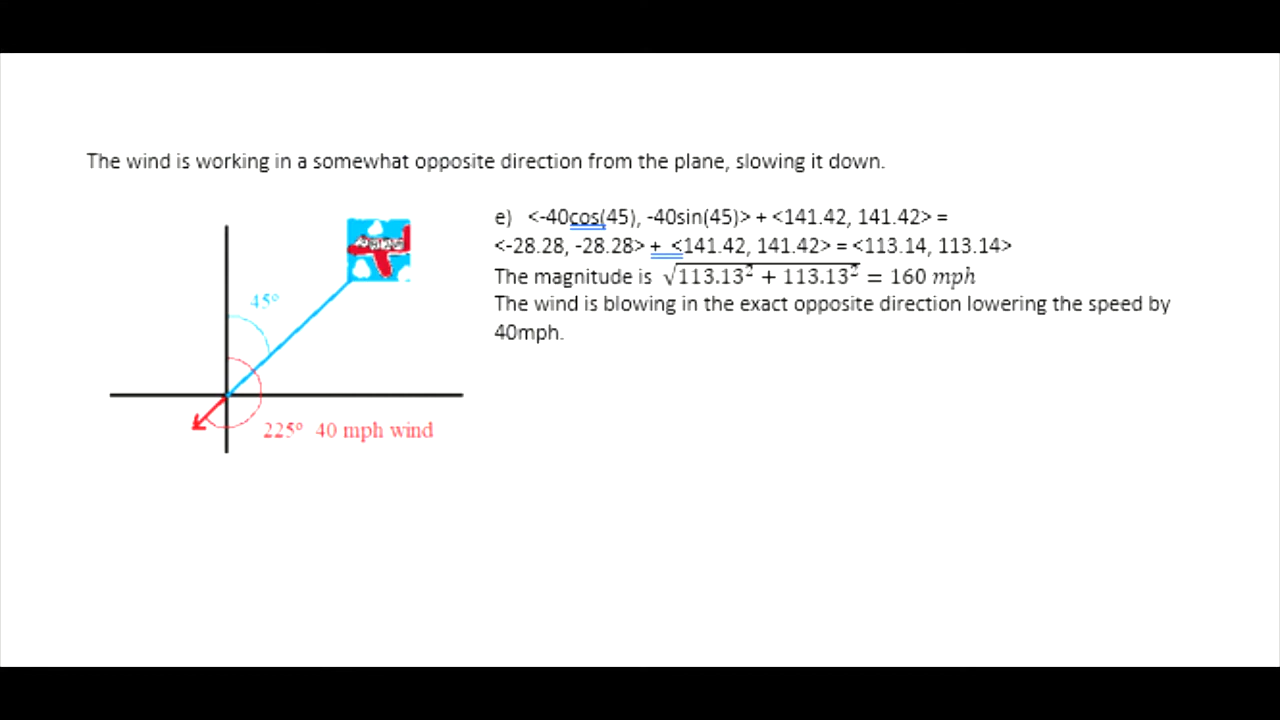 The wind is working in a somewhat opposite direction from the plane, slowing it down.
e) <-40cos(45), -40sin(45)> + <141.42, 141.42> =
<-28.28, -28.28> + <141.42, 141.42> = <113.14, 113.14>
The magnitude is √113.13² + 113.13² = 160 mph
The wind is blowing in the exact opposite direction lowering the speed by
40mph.
45°
225° 40 mph wind